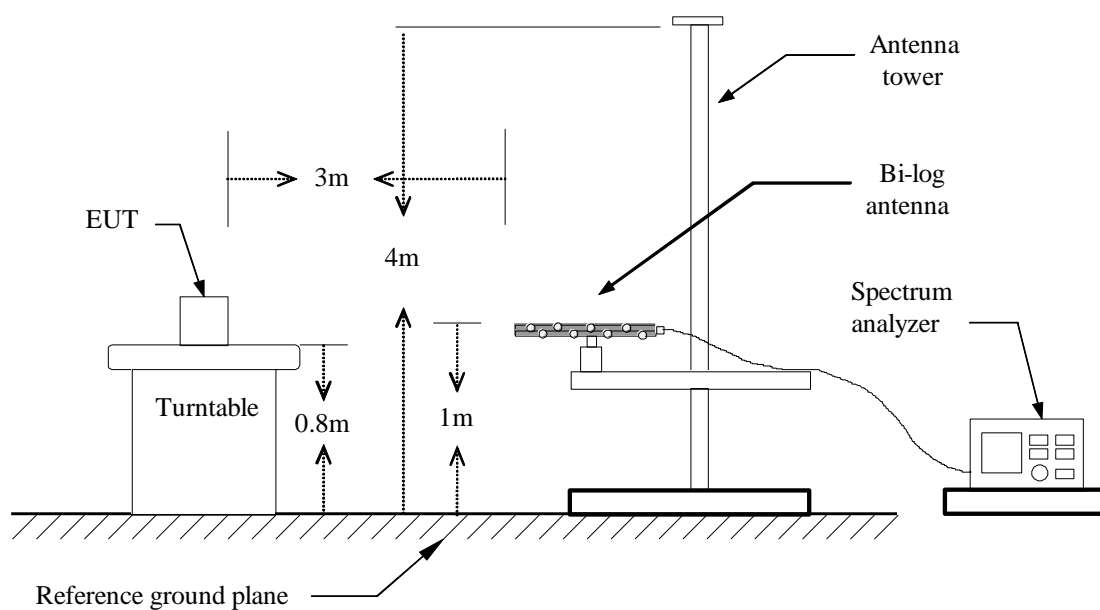 Antenna
tower
3m
Bi-log
antenna
EUT
4m
Spectrum
analyzer
Turntable
0.8m
1m
Reference ground plane